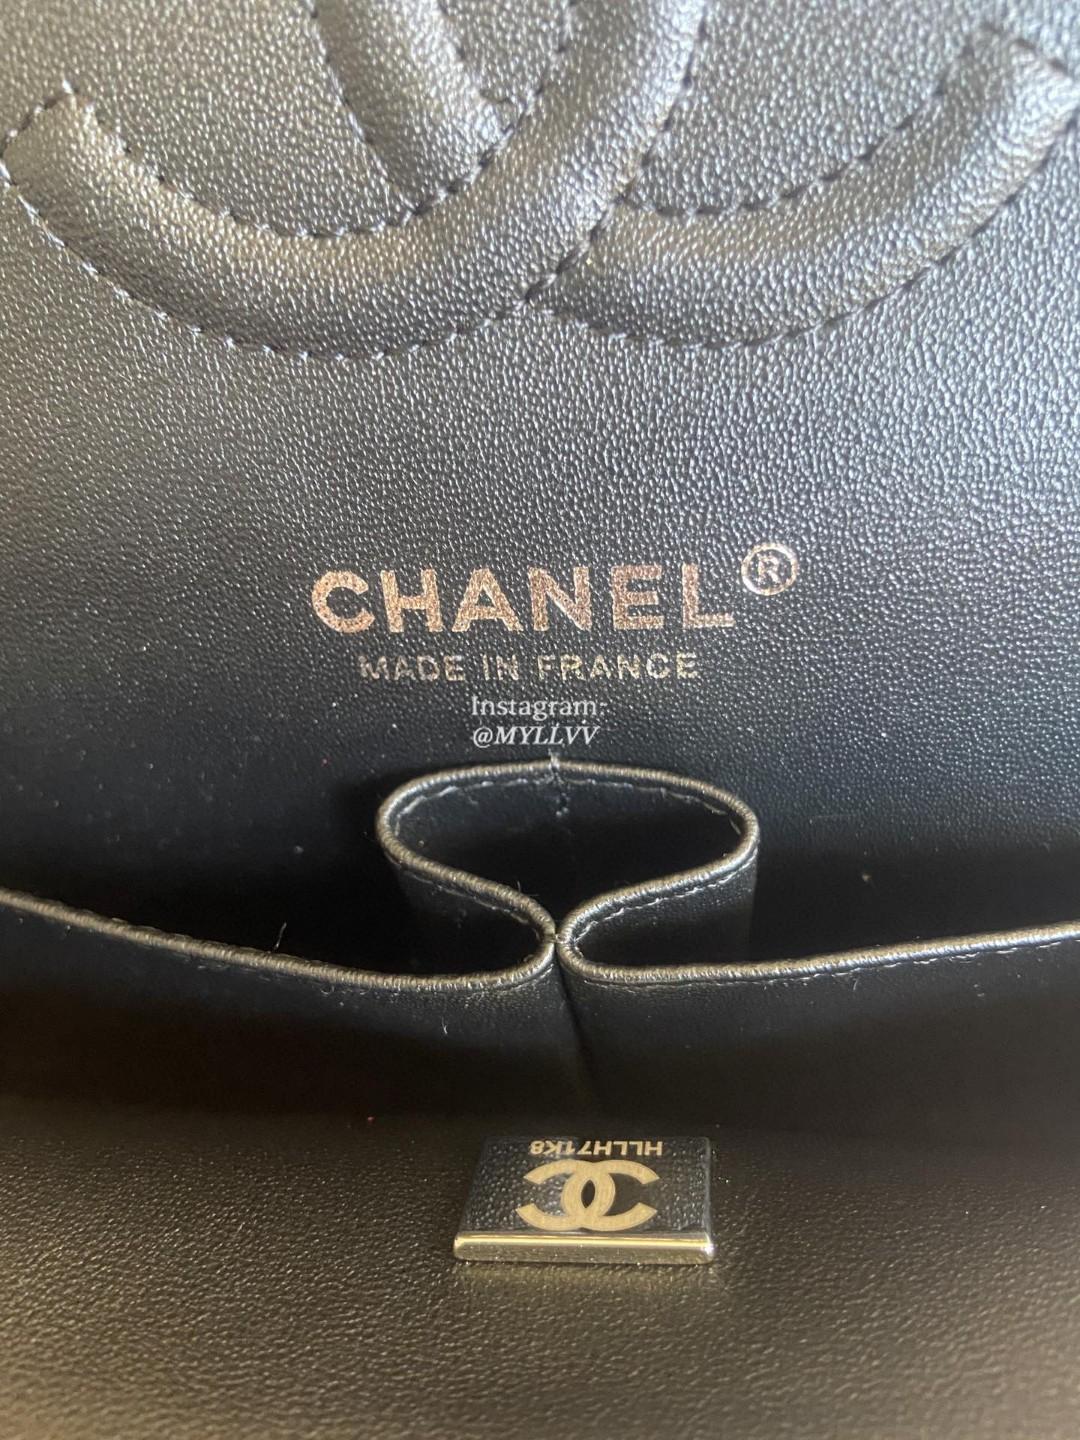 CHANEL®
MADE IN FRANCE
Instagram:
@MYLLVV
HLLH71K8